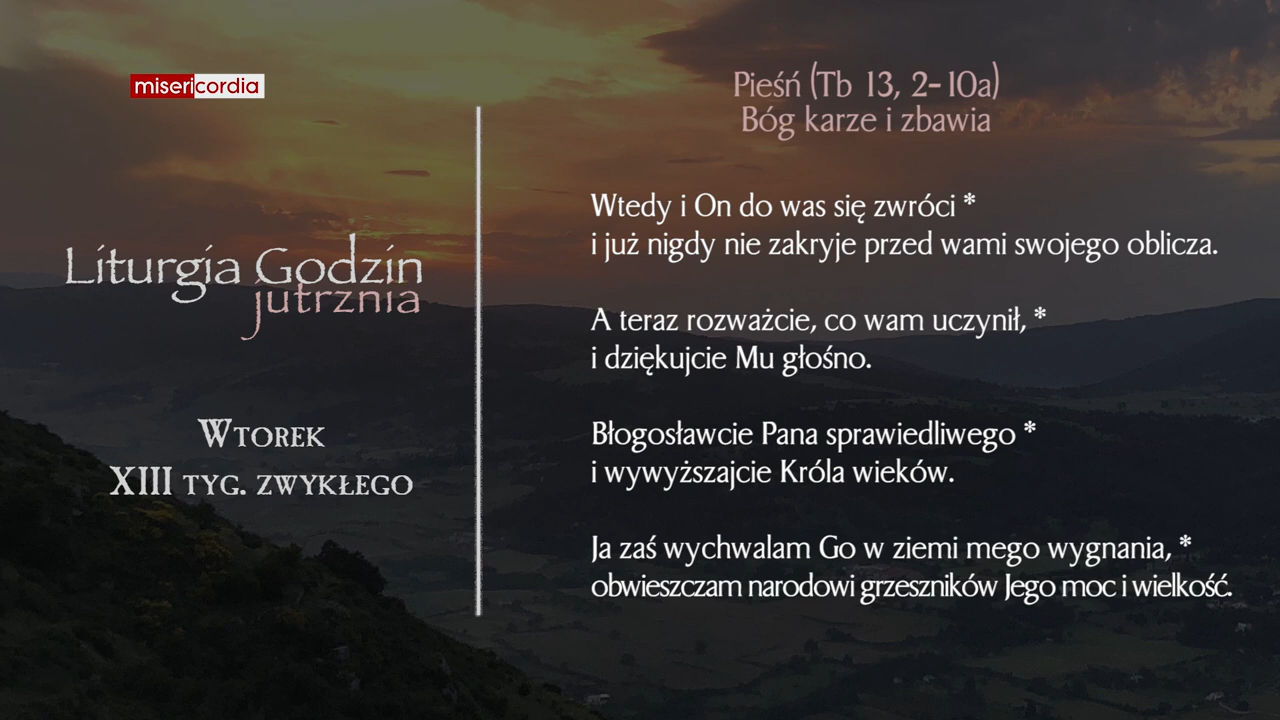 misericordia
Liturgia Godzin
jutrznia
Wtorek
XIII tyg. zwykłego
Pieśń (Tb 13, 2-10a)
Bóg karze i zbawia
Wtedy i On do was się zwróci *
i już nigdy nie zakryje przed wami swojego oblicza.
A teraz rozważcie, co wam uczynił, *
i dziękujcie Mu głośno.
Błogosławcie Pana sprawiedliwego *
i wywyższajcie Króla wieków.
Ja zaś wychwalam Go w ziemi mego wygnania, *
obwieszczam narodowi grzeszników Jego moc i wielkość.